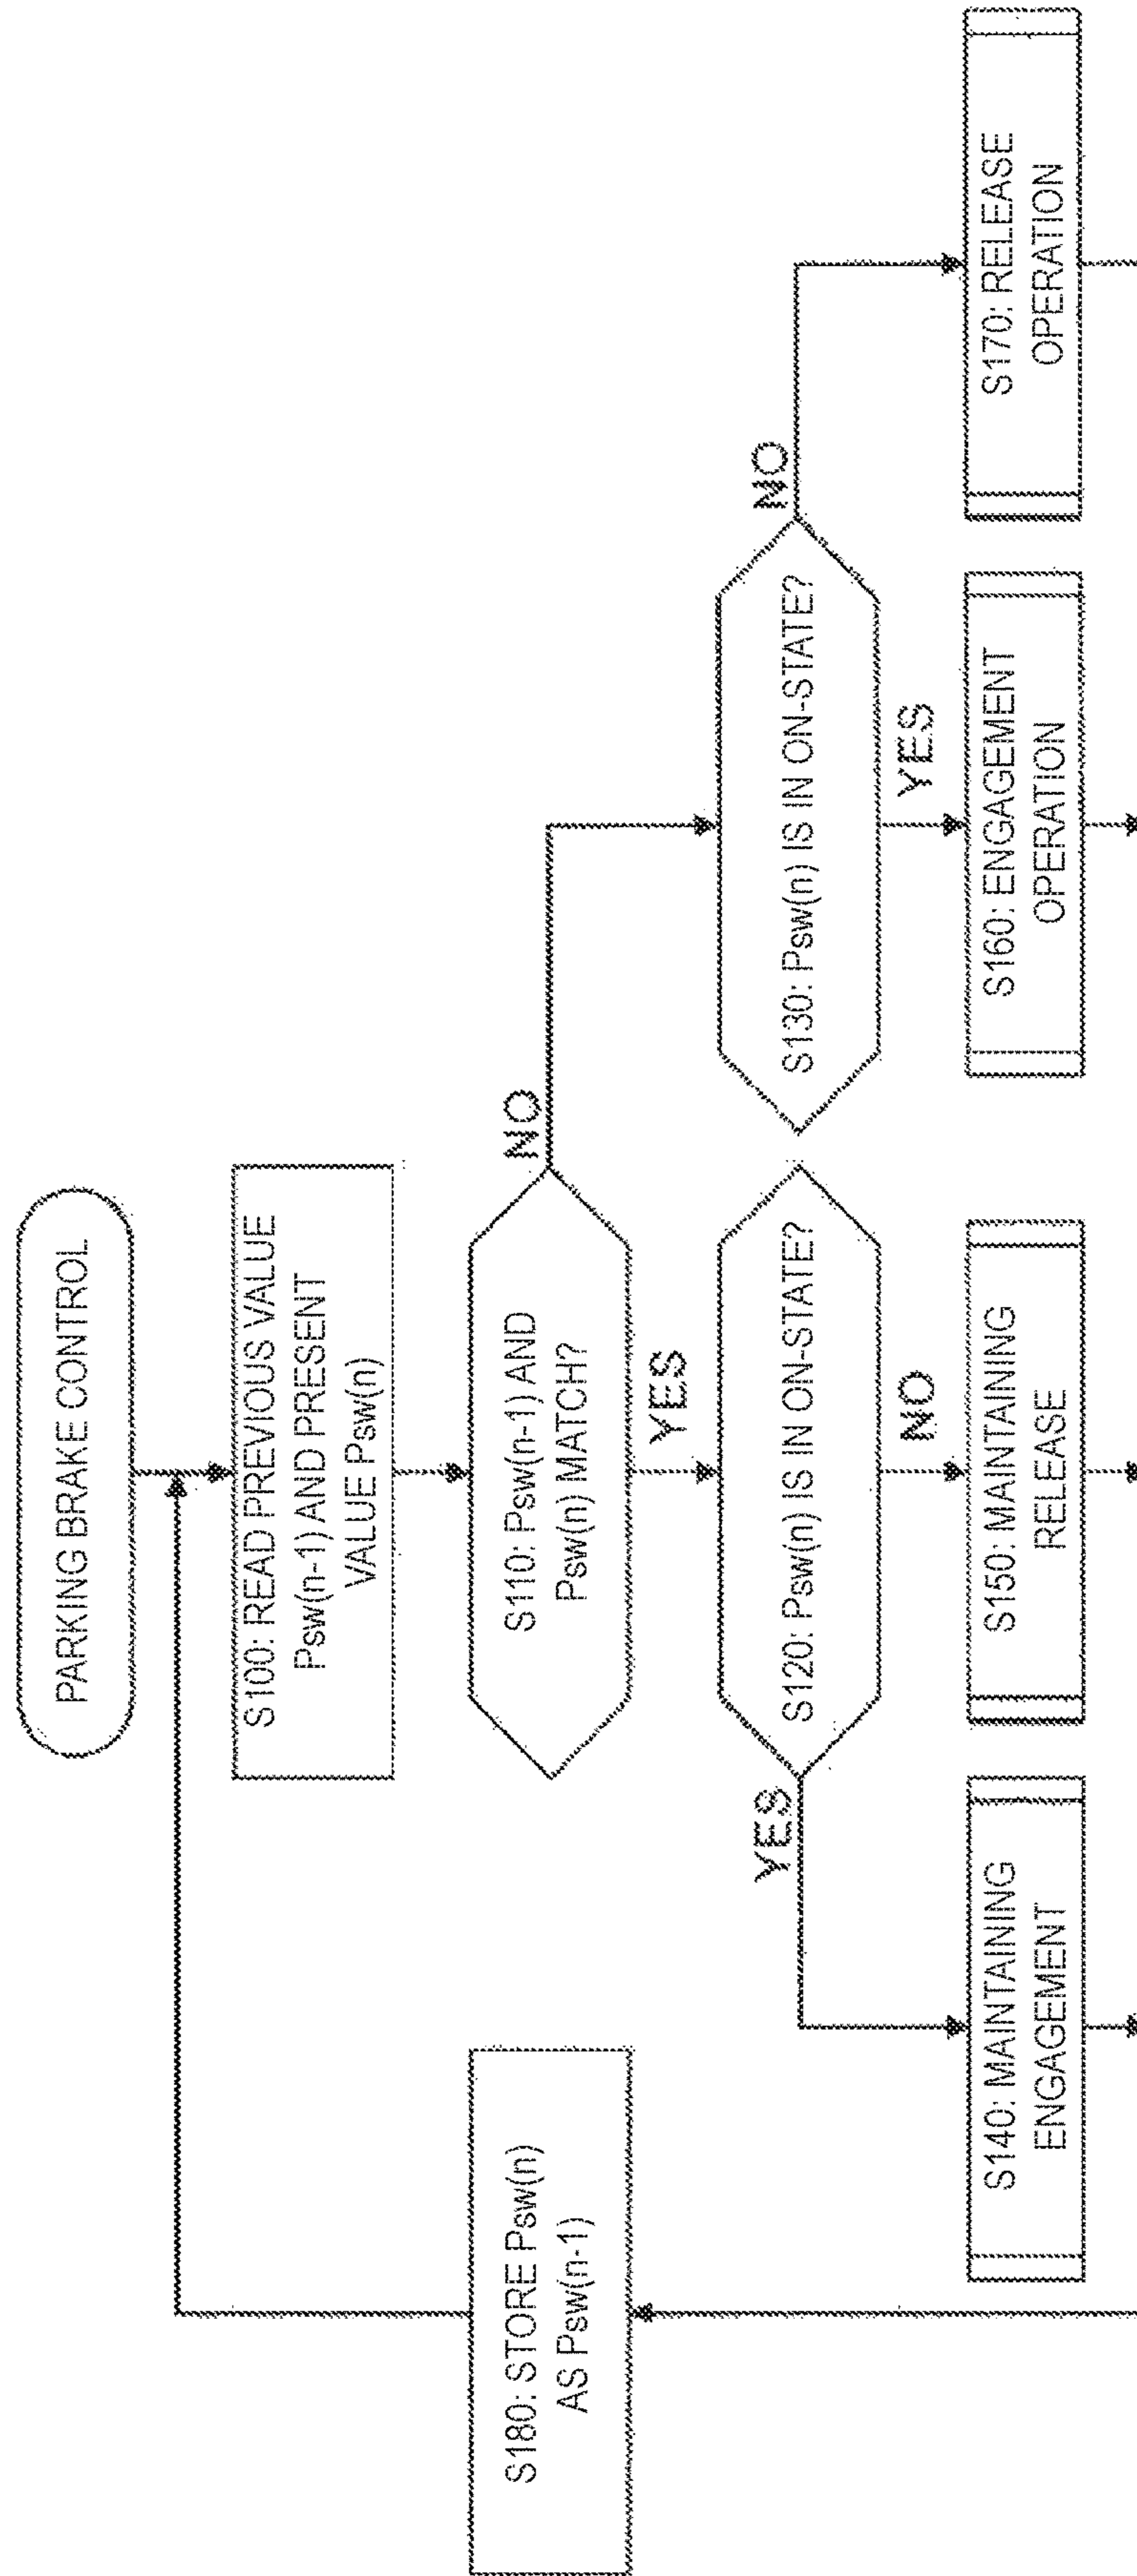 PARKING BRAKE CONTROL
S100: READ PREVIOUS VALUE
Psw(n-1) AND PRESENT
VALUE Psw(n)
S110: Psw(n-1) AND
Psw(n) MATCH?
NO
YES
S120: Psw(n) IS IN ON-STATE?
YES
NO
S130: Psw(n) IS IN ON-STATE?
NO
YES
S140: MAINTAINING
ENGAGEMENT
S150: MAINTAINING
RELEASE
S160: ENGAGEMENT
OPERATION
S170: RELEASE
OPERATION
S180: STORE Psw(n)
AS Psw(n-1)